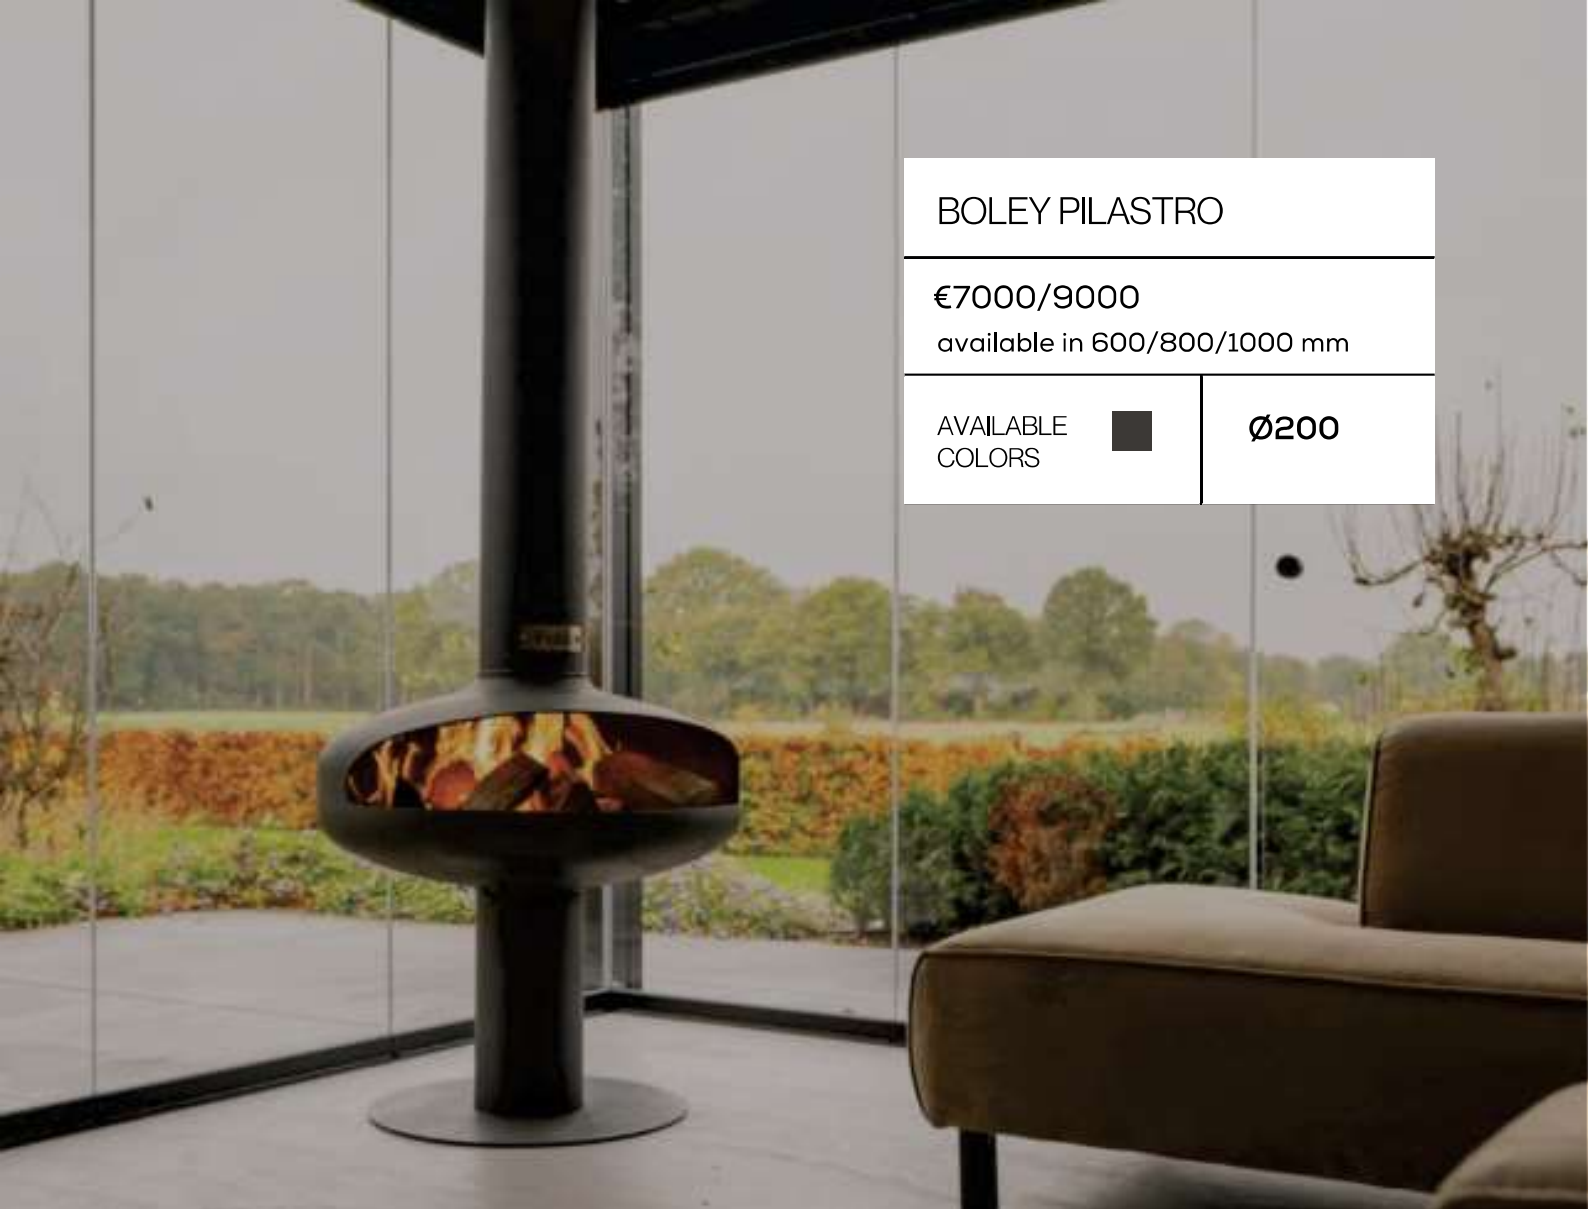 BOLEY PILASTRO
€7000/9000
available in 600/800/1000 mm
AVAILABLE
COLORS
Ø200